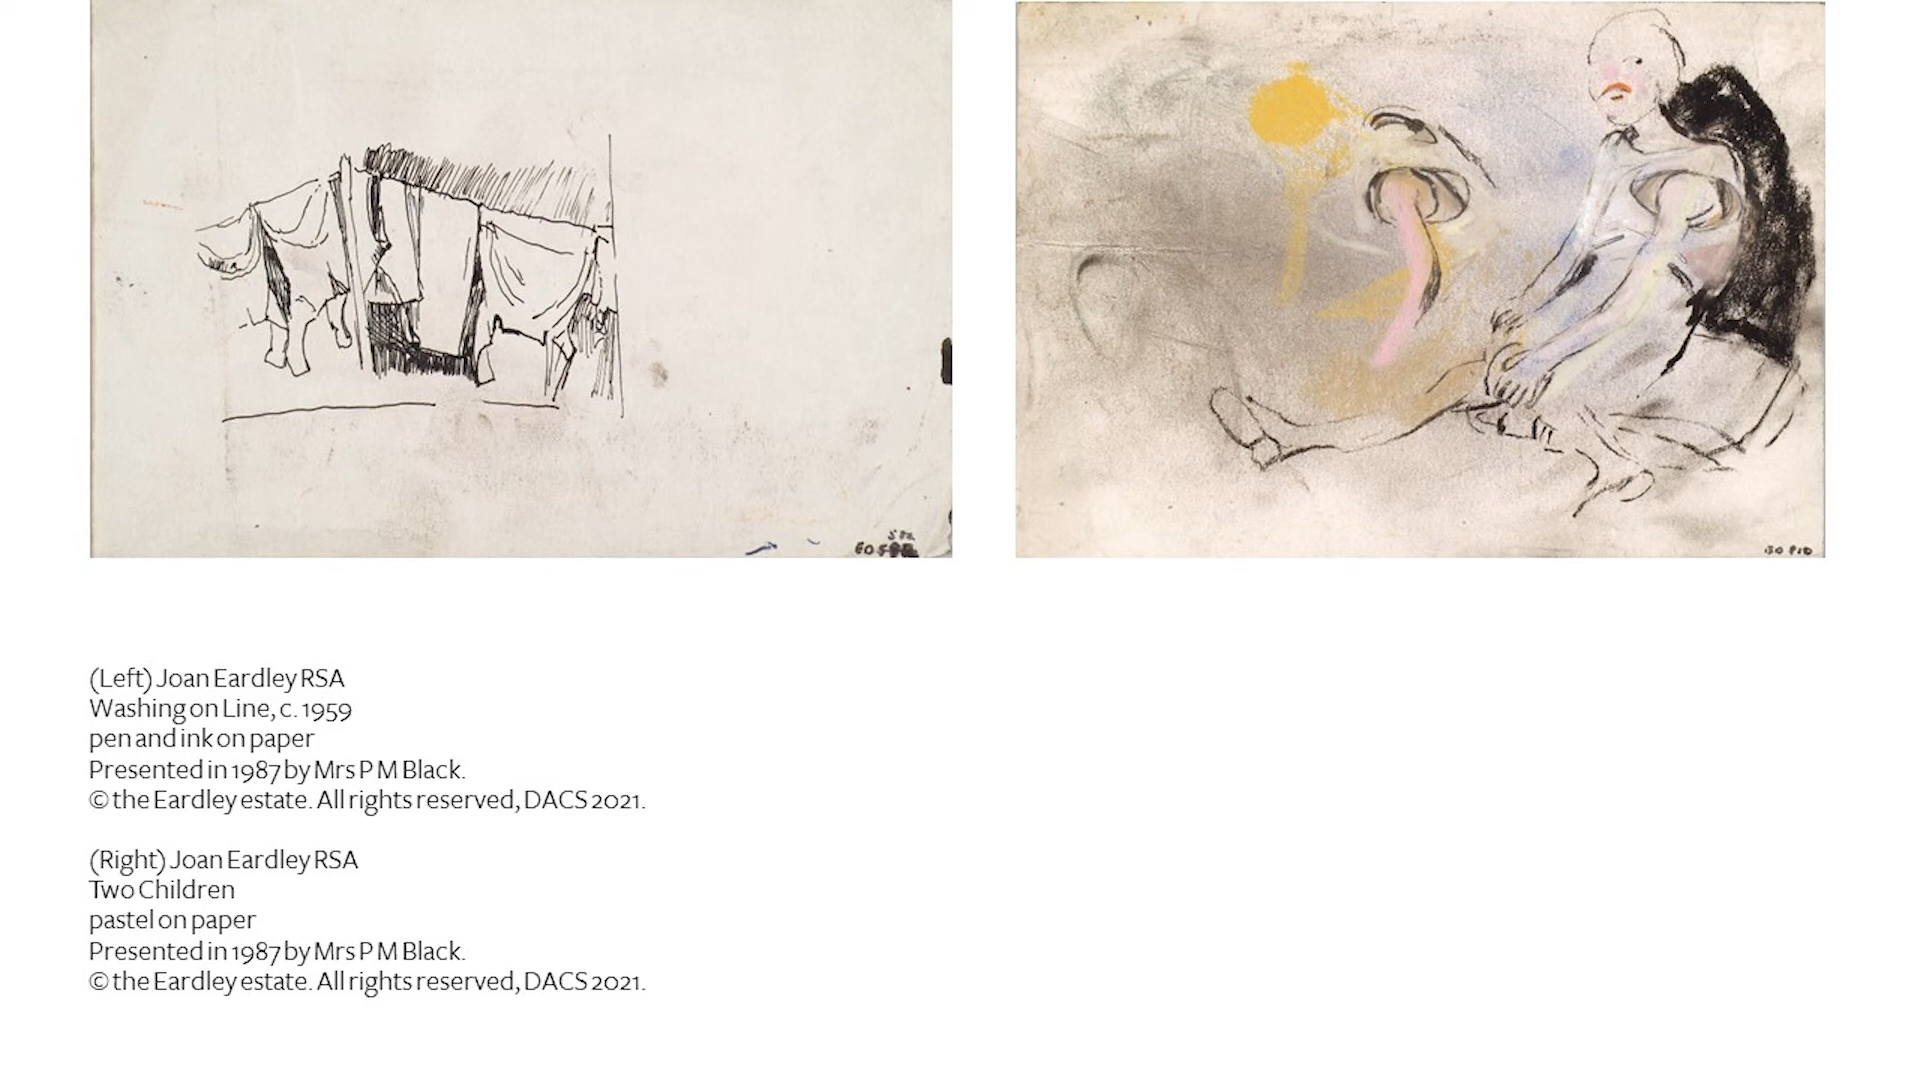 (Left) Joan Eardley RSA
Washing on Line, c. 1959
pen and ink on paper
Presented in 1987 by Mrs P M Black.
© the Eardley estate. All rights reserved, DACS 2021.
(Right) Joan Eardley RSA
Two Children
pastel on paper
Presented in 1987 by Mrs P M Black.
© the Eardley estate. All rights reserved, DACS 2021.